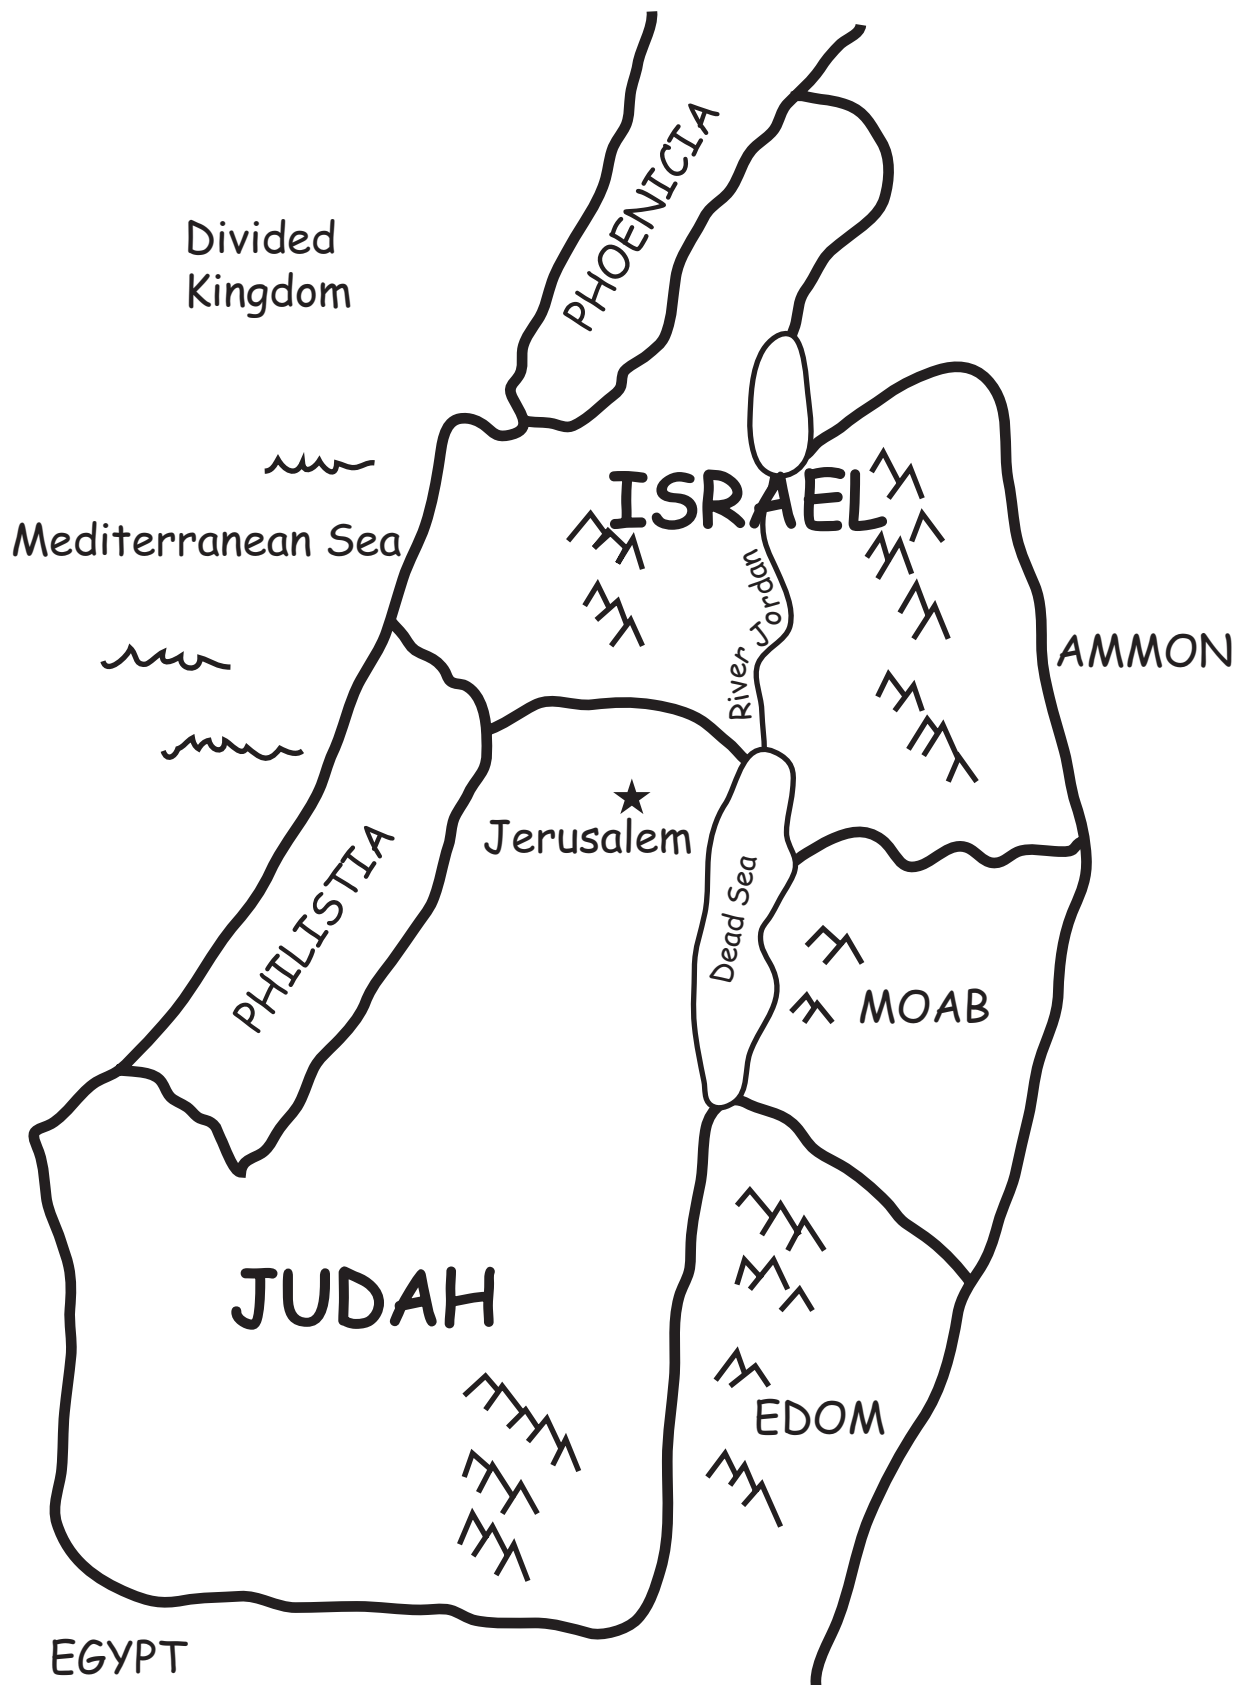 PHOENICIA
Divided
Kingdom
ISRAEL
Mediterranean Sea
River Jordan
AMMON
Jerusalem
PHILISTIA
Dead Sea
MOAB
JUDAH
EDOM
EGYPT